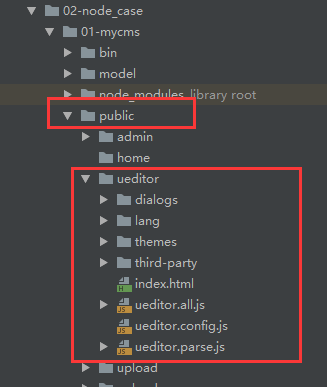 02-node_case
01-mycms
bin
model
node_modules library root
public
admin
home
ueditor
dialogs
lang
themes
third-party
index.html
ueditor.all.js
ueditor.config.js
ueditor.parse.js
upload